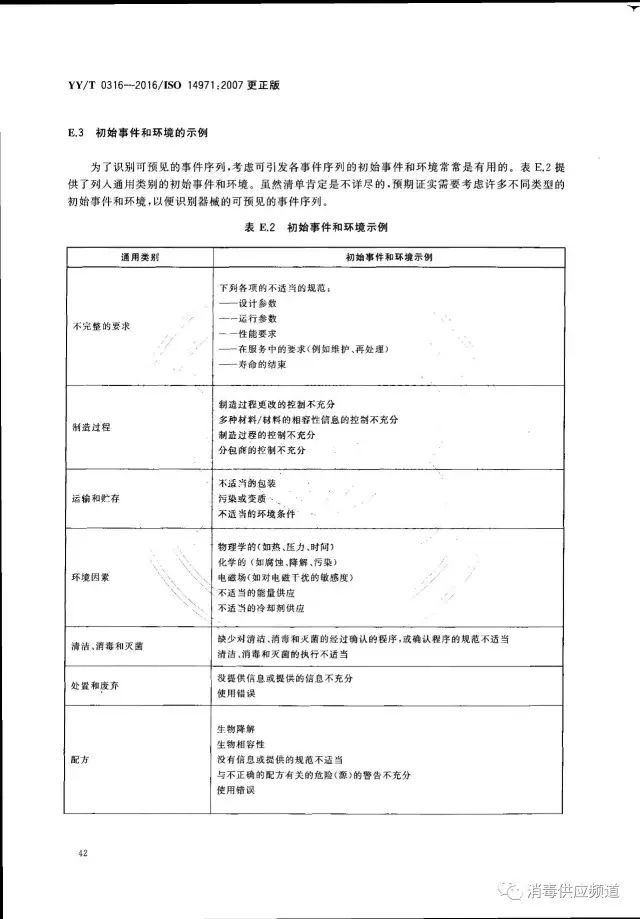 YY/T 0316—2016/ISO 14971:2007 更正版
E.3 初始事件和环境的示例
为了识别可预见的事件序列,考虑可引发各事件序列的初始事件和环境常常是有用的。表 E.2 提
供了列入通用类别的初始事件和环境。虽然清单肯定是不详尽的,预期证实需要考虑许多不同类型的
初始事件和环境,以便识别器械的可预见的事件序列。
表 E.2 初始事件和环境示例
通用类别
初始事件和环境示例
不完整的要求
下列各项的不适当的规范:
——设计参数
——运行参数
——性能要求
——在服务中的要求(例如维护、再处理)
——寿命的结束
制造过程
制造过程更改的控制不充分
多种材料/材料的相容性信息的控制不充分
制造过程的控制不充分
分包商的控制不充分
运输和贮存
不适当的包装
污染或变质
不适当的环境条件
环境因素
物理学的(如热、压力、时间)
化学的(如腐蚀、降解、污染)
电磁场(如对电磁干扰的敏感度)
不适当的能量供应
不适当的冷却剂供应
清洁、消毒和灭菌
缺少对清洁、消毒和灭菌的经过确认的程序,或确认程序的规范不适当
清洁、消毒和灭菌的执行不适当
处置和废弃
没提供信息或提供的信息不充分
使用错误
配方
生物降解
生物相容性
没有信息或提供的规范不适当
与不正确的配方有关的危险(源)的警告不充分
使用错误
42
消毒供应频道